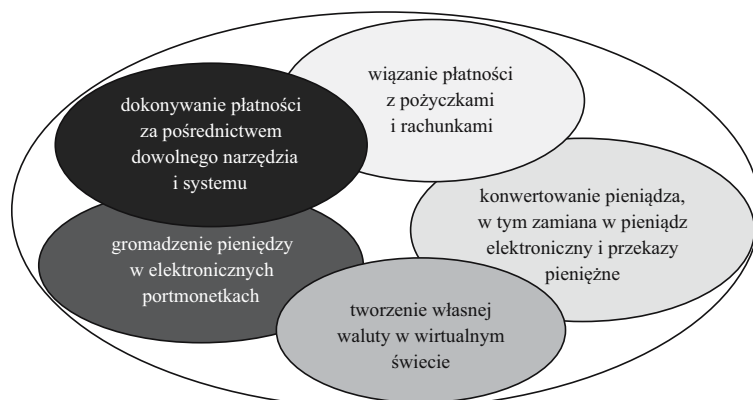 wiązanie płatności
z pożyczkami
i rachunkami
dokonywanie płatności
za pośrednictwem
dowolnego narzędzia
i systemu
konwertowanie pieniądza,
w tym zamiana w pieniądz
elektroniczny i przekazy
pieniężne
gromadzenie pieniędzy
w elektronicznych
portmonetkach
tworzenie własnej
waluty w wirtualnym
świecie